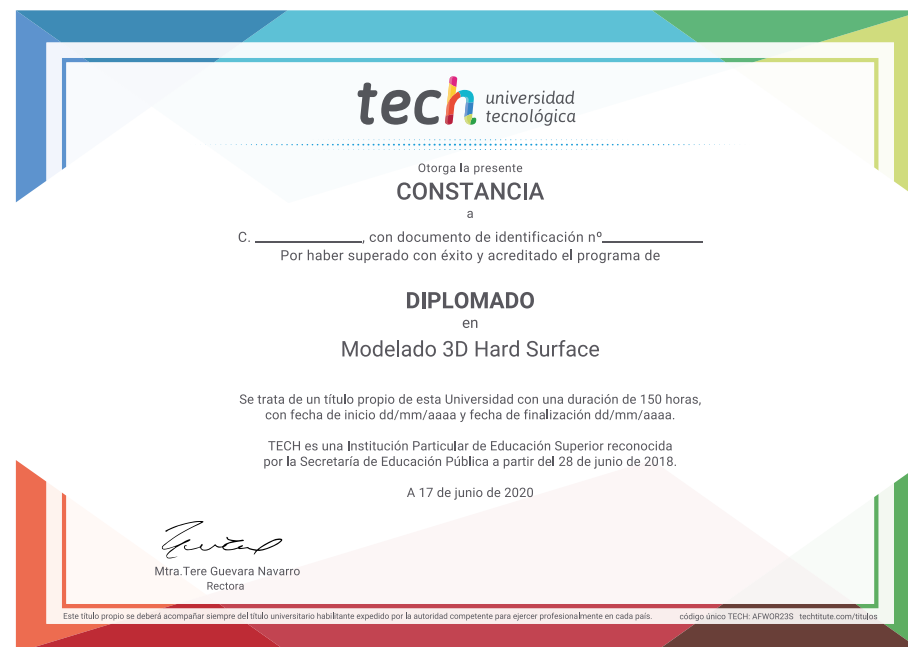 tech universidad
tecnológica
Otorga la presente
CONSTANCIA
a
C. ____________, con documento de identificación nº____________
Por haber superado con éxito y acreditado el programa de
DIPLOMADO
en
Modelado 3D Hard Surface
Se trata de un título propio de esta Universidad con una duración de 150 horas,
con fecha de inicio dd/mm/aaaa y fecha de finalización dd/mm/aaaa.
TECH es una Institución Particular de Educación Superior reconocida
por la Secretaría de Educación Pública a partir del 28 de junio de 2018.
A 17 de junio de 2020
Mtra.Tere Guevara Navarro
Rectora
Este título propio se deberá acompañar siempre del título universitario habilitante expedido por la autoridad competente para ejercer profesionalmente en cada país. código único TECH: AFWOR23S techtitute.com/titulos